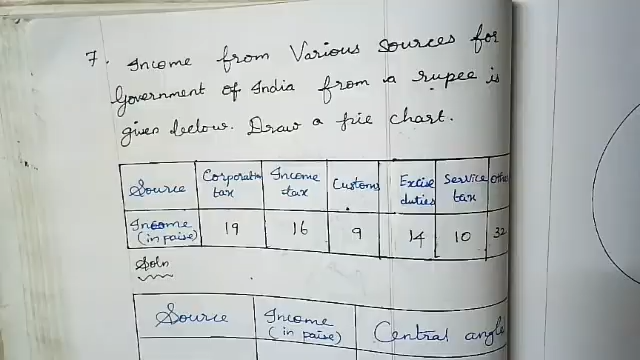 7. Income from Various sources for
Government of India from a rupee is
given below. Draw a pie chart.
Source Corporation tax Income tax Customs Excise duties Service tax
Income (in paise) 19 16 9 14 10 32
Soln
Source Income (in paise) Central angle